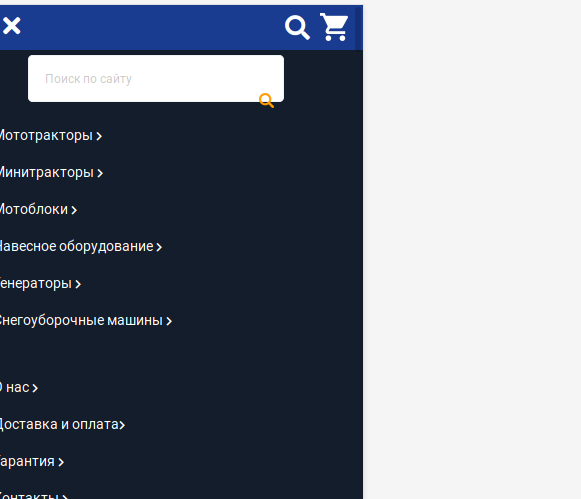 Поиск по сайту
Мототракторы
Минитракторы
Мотоблоки
Навесное оборудование
Генераторы
Снегоуборочные машины
О нас
Доставка и оплата
Гарантия
Контакты